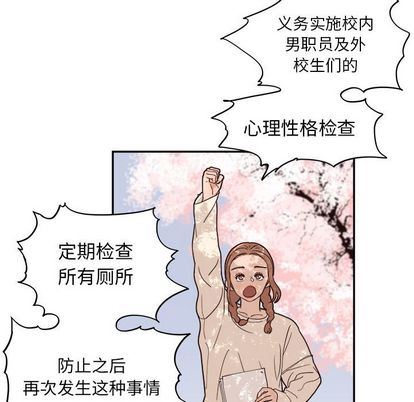 义务实施校内
男职员及外
校生们的
心理性格检查
定期检查
所有厕所
防止之后
再次发生这种事情